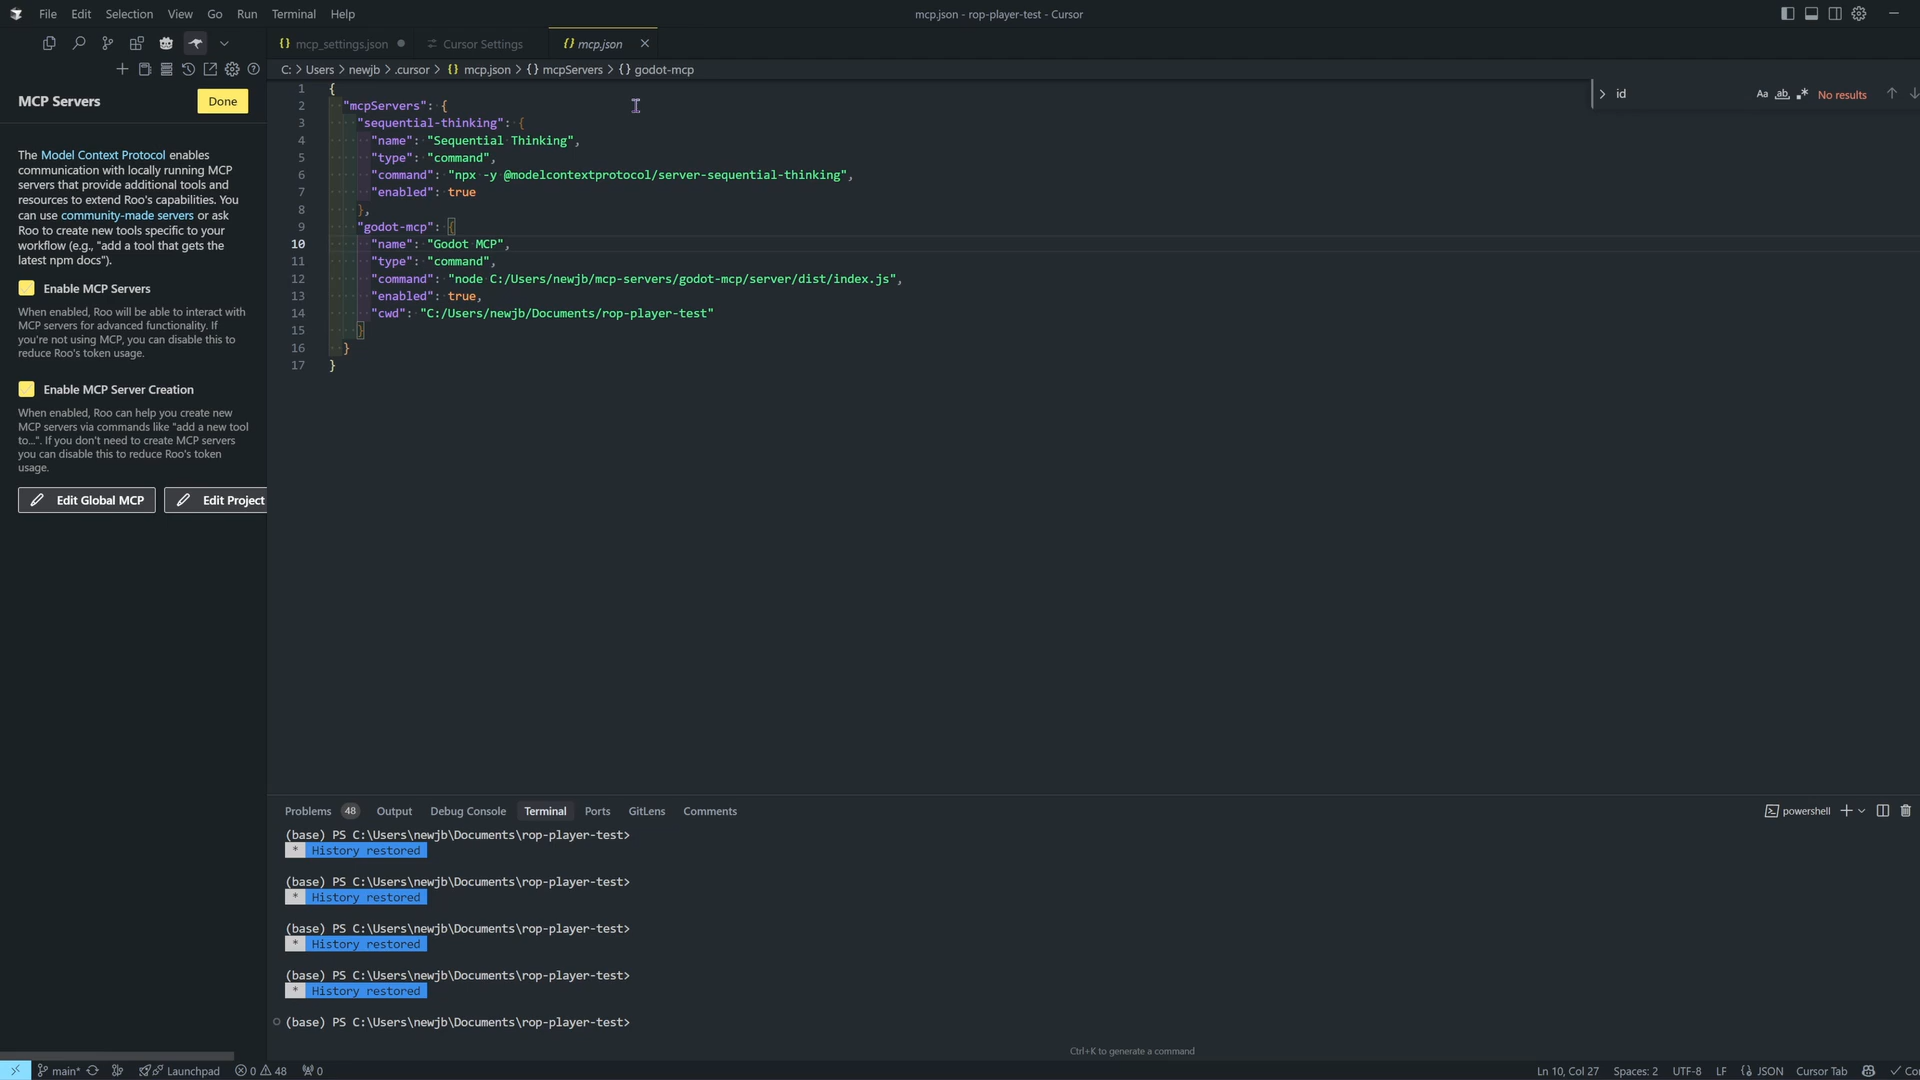 File Edit Selection View Go Run Terminal Help
mcp.json - rop-player-test - Cursor
mcp_settings.json
Cursor Settings
mcp.json
C: > Users > newjb > .cursor > {} mcp.json > {} mcpServers > {} godot-mcp
MCP Servers
Done
The Model Context Protocol enables
communication with locally running MCP
servers that provide additional tools and
resources to extend Roo's capabilities. You
can use community-made servers or ask
Roo to create new tools specific to your
workflow (e.g., "add a tool that gets the
latest npm docs").
Enable MCP Servers
When enabled, Roo will be able to interact with
MCP servers for advanced functionality. If
you're not using MCP, you can disable this to
reduce Roo's token usage.
Enable MCP Server Creation
When enabled, Roo can help you create new
MCP servers via commands like "add a new tool
to...". If you don't need to create MCP servers
you can disable this to reduce Roo's token
usage.
Edit Global MCP
Edit Project
1 {
2 "mcpServers": {
3 "sequential-thinking": {
4 "name": "Sequential Thinking",
5 "type": "command",
6 "command": "npx -y @modelcontextprotocol/server-sequential-thinking",
7 "enabled": true
8 },
9 "godot-mcp": {
10 "name": "Godot MCP",
11 "type": "command",
12 "command": "node C:/Users/newjb/mcp-servers/godot-mcp/server/dist/index.js",
13 "enabled": true,
14 "cwd": "C:/Users/newjb/Documents/rop-player-test"
15 }
16 }
17 }
id
Aa ab No results
Problems 48 Output Debug Console Terminal Ports GitLens Comments
powershell
(base) PS C:\Users\newjb\Documents\rop-player-test>
* History restored
(base) PS C:\Users\newjb\Documents\rop-player-test>
* History restored
(base) PS C:\Users\newjb\Documents\rop-player-test>
* History restored
(base) PS C:\Users\newjb\Documents\rop-player-test>
* History restored
(base) PS C:\Users\newjb\Documents\rop-player-test>
Ctrl+K to generate a command
main* Launchpad 0 48 0
Ln 10, Col 27 Spaces: 2 UTF-8 LF {} JSON Cursor Tab Co